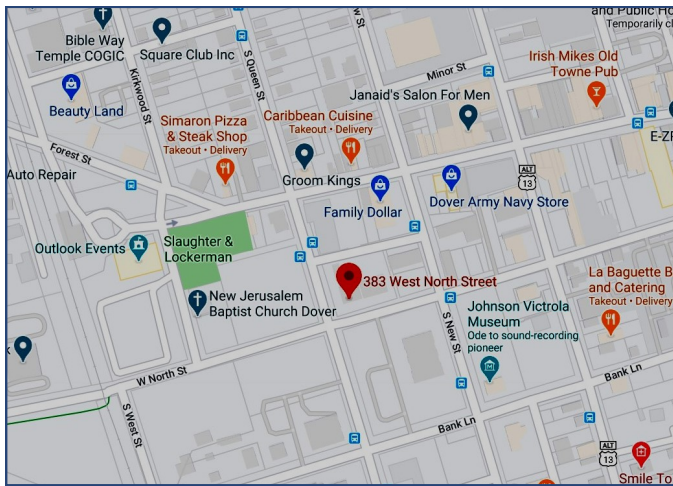 and Public Ho
Temporarily cl
Bible Way
Temple COGIC
Square Club Inc
S Queen St
Kirkwood St
w St
Minor St
Irish Mikes Old
Towne Pub
Beauty Land
Janaid's Salon For Men
Simaron Pizza
& Steak Shop
Takeout • Delivery
Caribbean Cuisine
Takeout • Delivery
E-ZP
Forest St
Auto Repair
Groom Kings
ALT
13
Family Dollar
Dover Army Navy Store
Outlook Events
Slaughter &
Lockerman
383 West North Street
La Baguette B
and Catering
Takeout • Delivery
New Jerusalem
Baptist Church Dover
Johnson Victrola
Museum
Ode to sound-recording
pioneer
S New St
W North St
Bank Ln
S West St
Bank Ln
ALT
13
Smile To